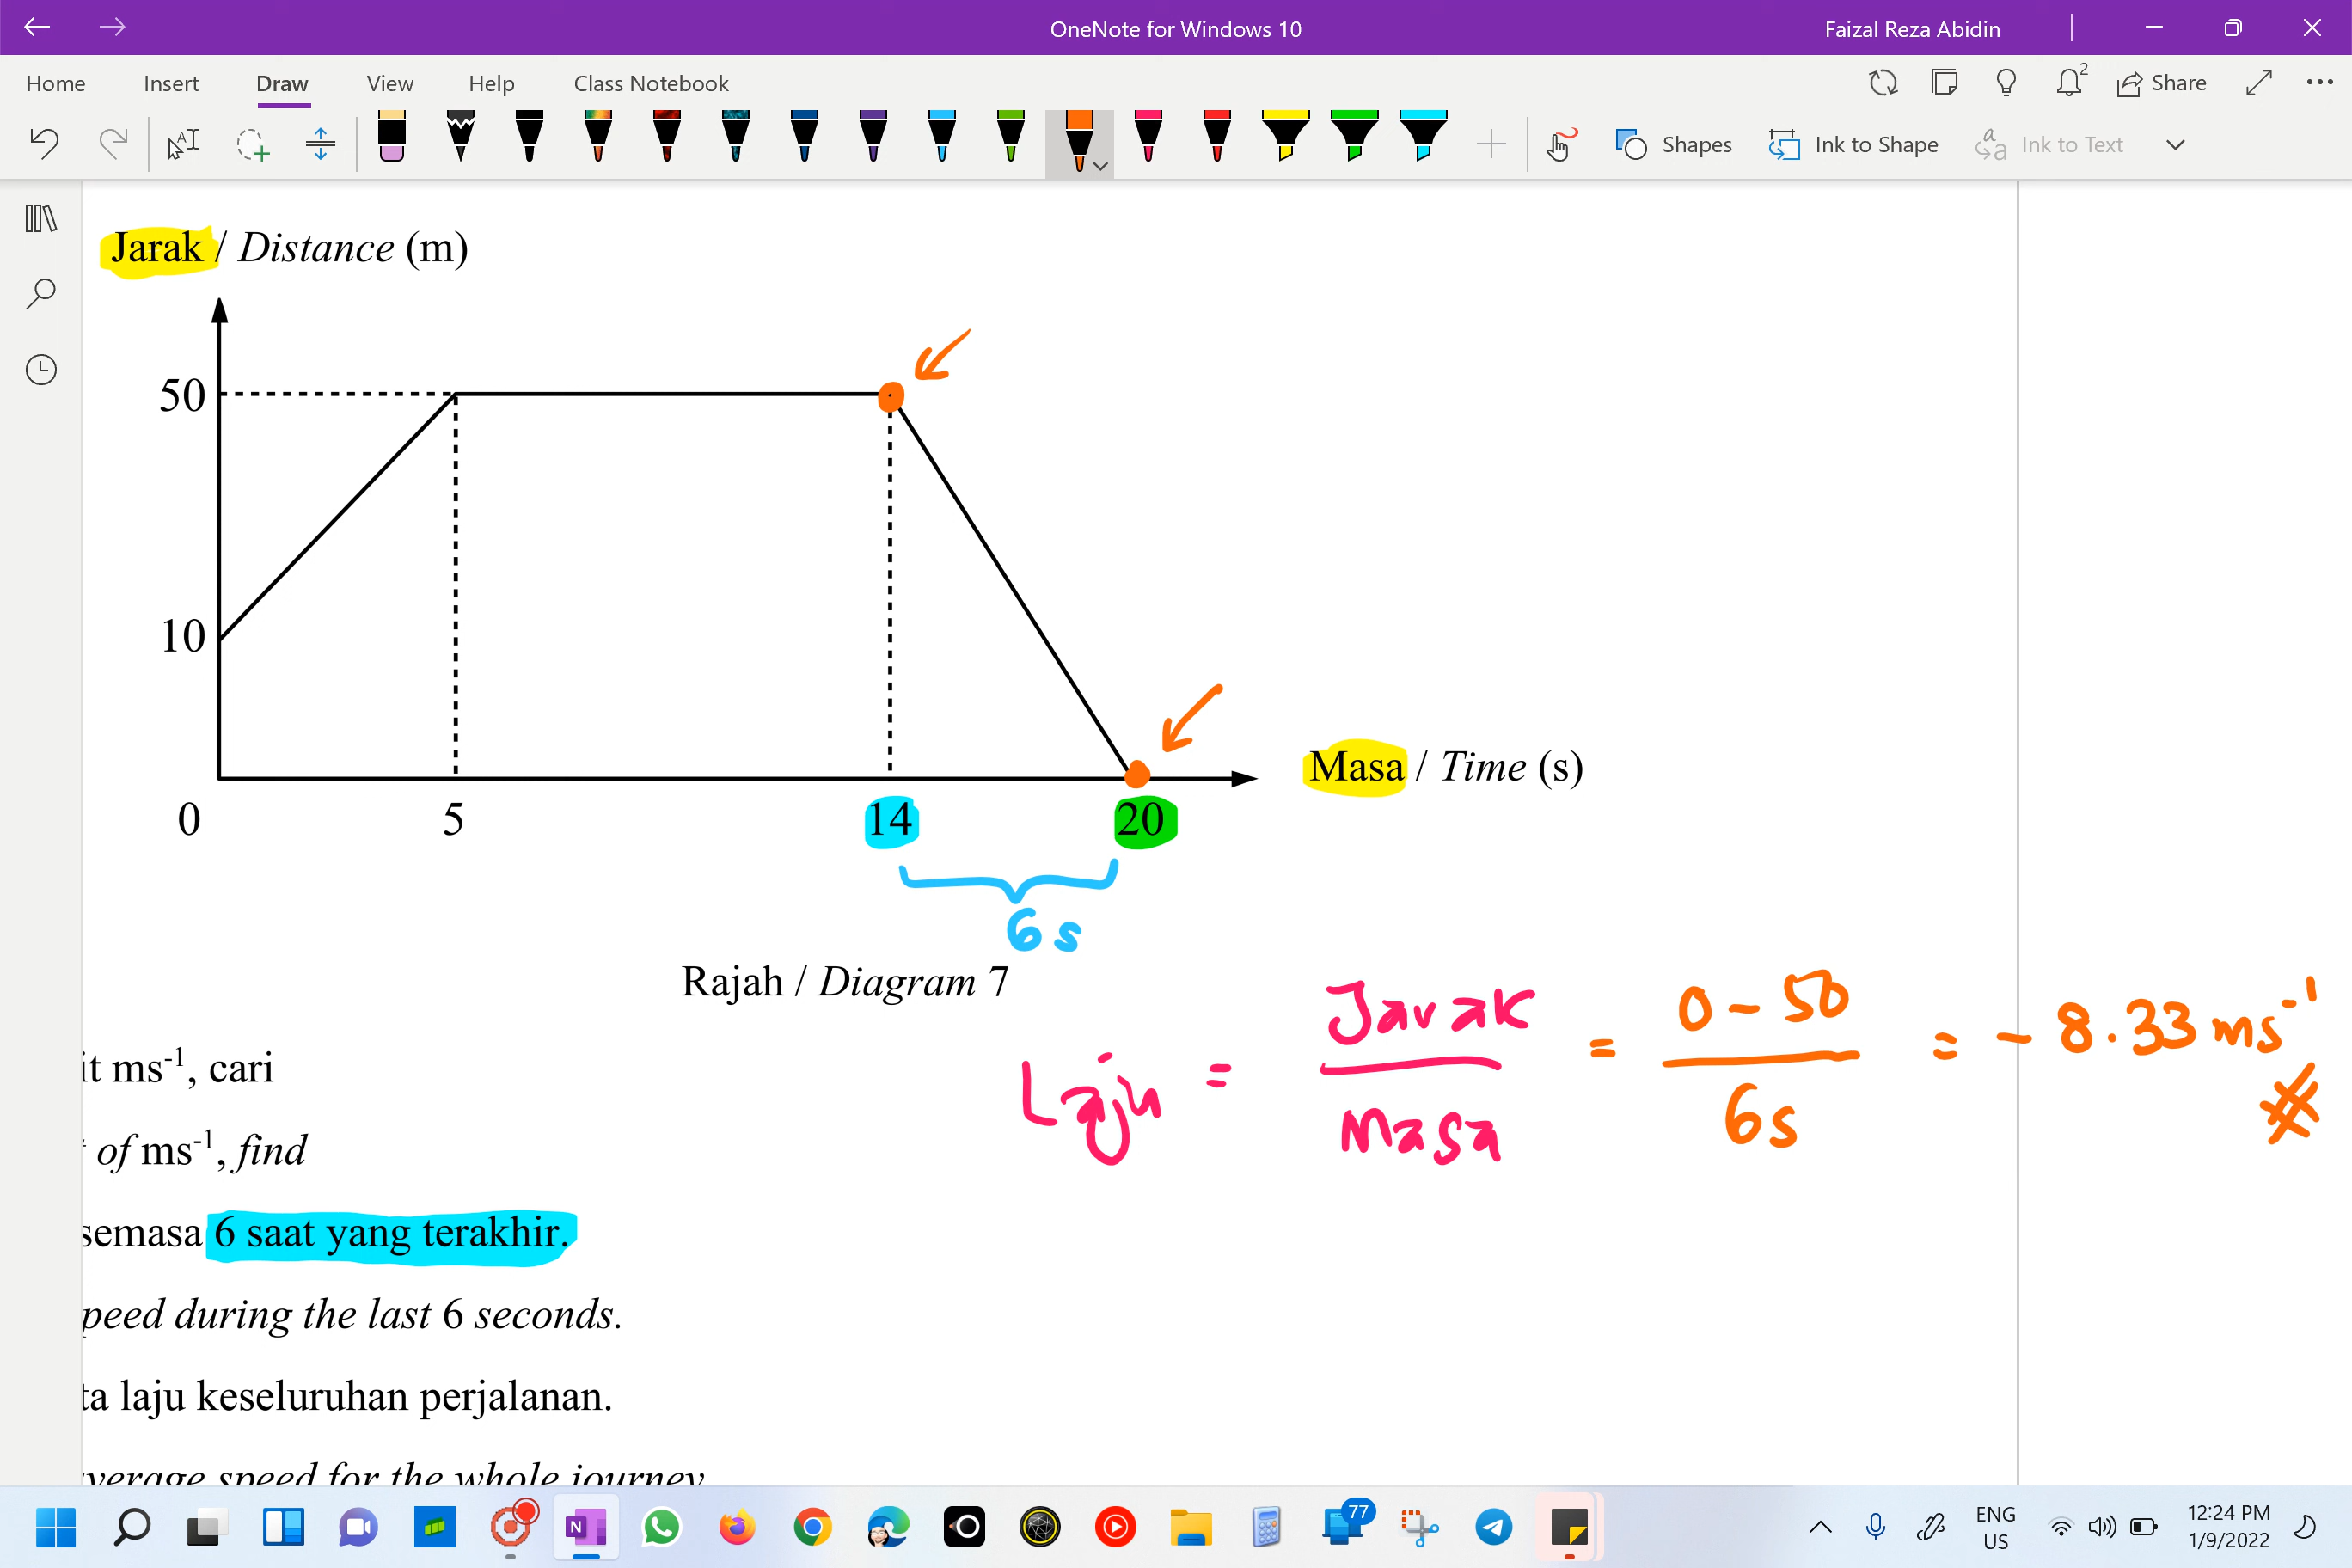 OneNote for Windows 10
Faizal Reza Abidin
Home Insert Draw View Help Class Notebook
2
Share
Shapes Ink to Shape Ink to Text
Jarak / Distance (m)
50
10
Masa / Time (s)
0 5 14 20
6 s
Rajah / Diagram 7
Laju = Jarak / Masa = 0 - 50 / 6s = - 8.33 ms⁻¹ #
it ms⁻¹, cari
of ms⁻¹, find
semasa 6 saat yang terakhir.
peed during the last 6 seconds.
ta laju keseluruhan perjalanan.
verage speed for the whole journey
77
ENG
US
12:24 PM
1/9/2022